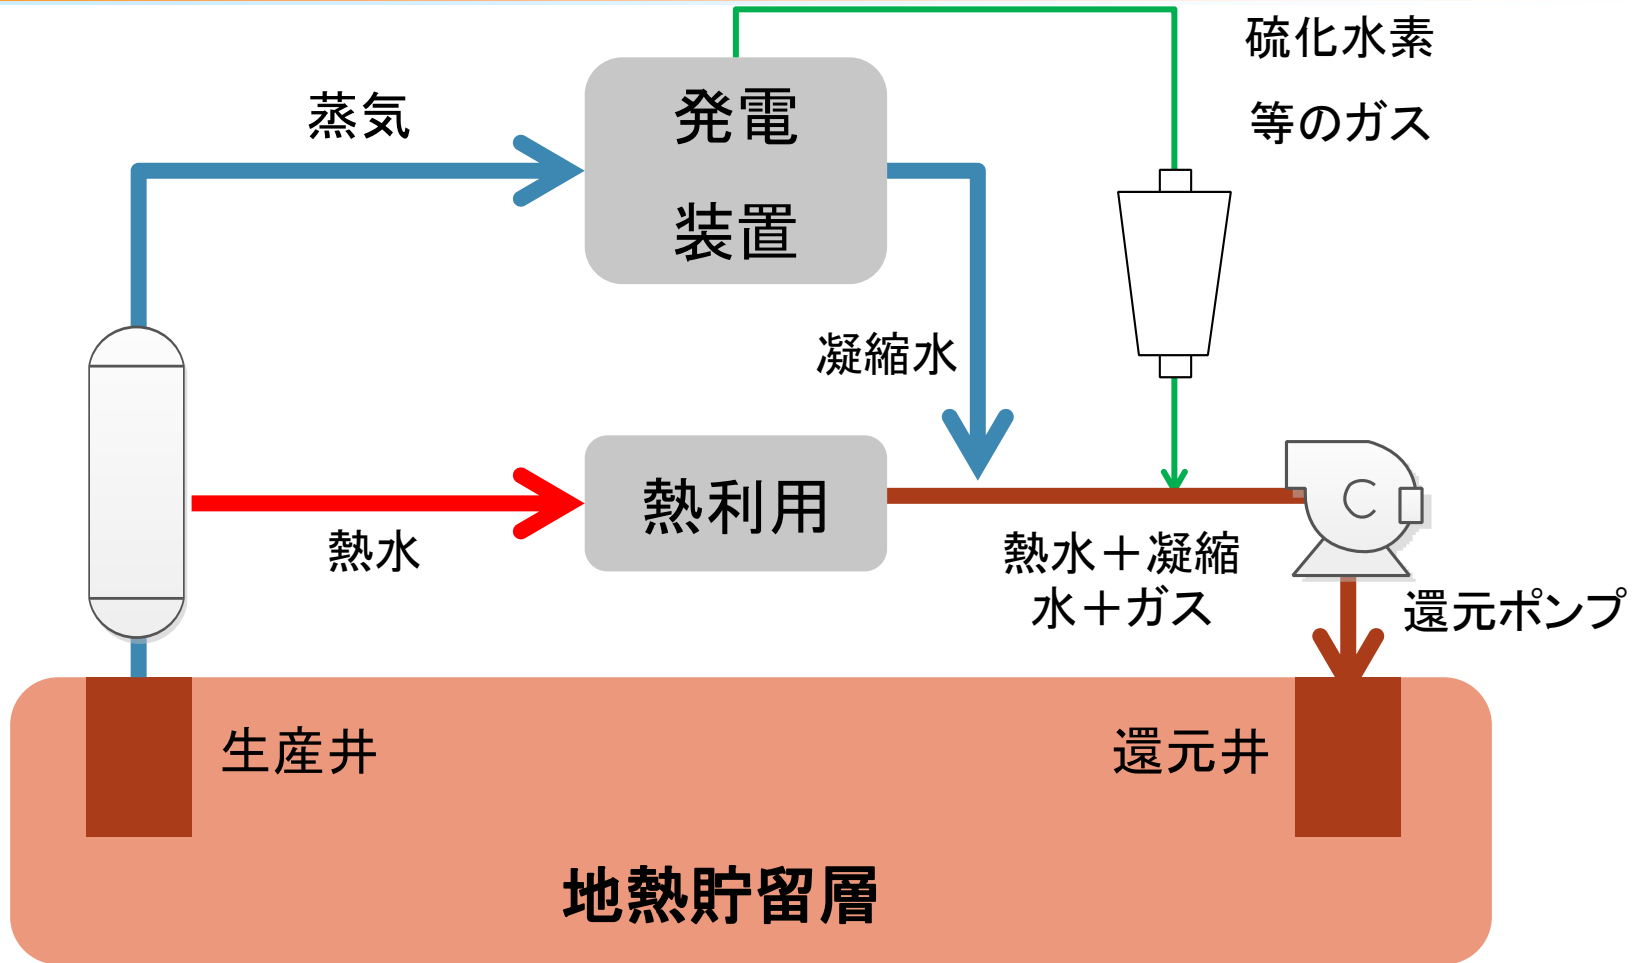 硫化水素
等のガス
蒸気
発電
装置
凝縮水
熱利用
熱水
熱水＋凝縮
水＋ガス
還元ポンプ
生産井
還元井
地熱貯留層